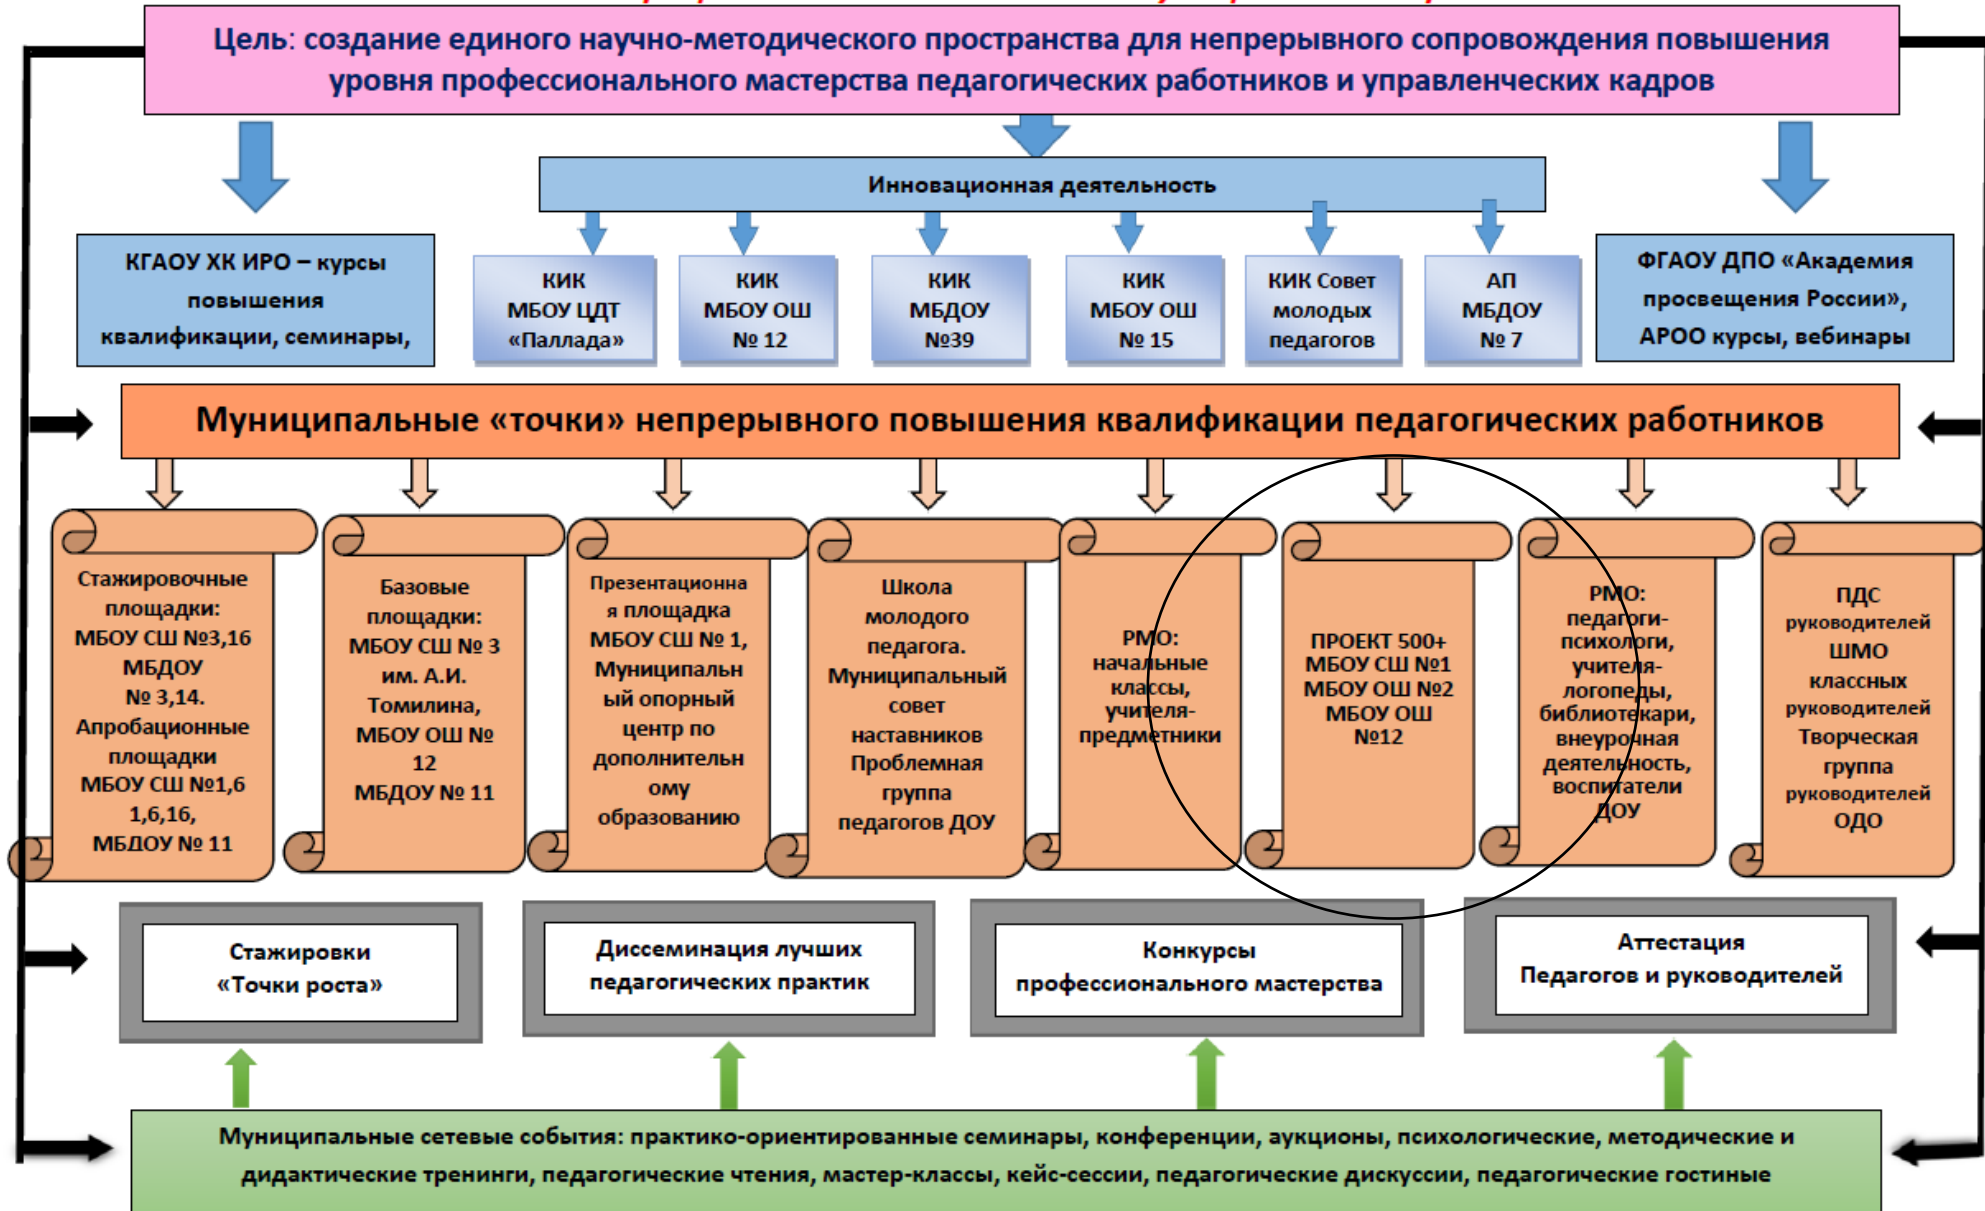 Цель: создание единого научно-методического пространства для непрерывного сопровождения повышения
уровня профессионального мастерства педагогических работников и управленческих кадров
Инновационная деятельность
КГАОУ ХК ИРО – курсы
повышения
квалификации, семинары,
КИК
МБОУ ЦДТ
«Паллада»
КИК
МБОУ ОШ
№ 12
КИК
МБДОУ
№39
КИК
МБОУ ОШ
№ 15
КИК Совет
молодых
педагогов
АП
МБДОУ
№ 7
ФГАОУ ДПО «Академия
просвещения России»,
АРОО курсы, вебинары
Муниципальные «точки» непрерывного повышения квалификации педагогических работников
Стажировочные
площадки:
МБОУ СШ №3,16
МБДОУ
№ 3,14.
Апробационные
площадки
МБОУ СШ №1,6
1,6,16,
МБДОУ № 11
Базовые
площадки:
МБОУ СШ № 3
им. А.И.
Томилина,
МБОУ ОШ №
12
МБДОУ № 11
Презентационна
я площадка
МБОУ СШ № 1,
Муниципальн
ый опорный
центр по
дополнительн
ому
образованию
Школа
молодого
педагога.
Муниципальный
совет
наставников
Проблемная
группа
педагогов ДОУ
РМО:
начальные
классы,
учителя-
предметники
ПРОЕКТ 500+
МБОУ СШ №1
МБОУ ОШ №2
МБОУ ОШ
№12
РМО:
педагоги-
психологи,
учителя-
логопеды,
библиотекари,
внеурочная
деятельность,
воспитатели
ДОУ
ПДС
руководителей
ШМО
классных
руководителей
Творческая
группа
руководителей
ОДО
Стажировки
«Точки роста»
Диссеминация лучших
педагогических практик
Конкурсы
профессионального мастерства
Аттестация
Педагогов и руководителей
Муниципальные сетевые события: практико-ориентированные семинары, конференции, аукционы, психологические, методические и
дидактические тренинги, педагогические чтения, мастер-классы, кейс-сессии, педагогические дискуссии, педагогические гостиные